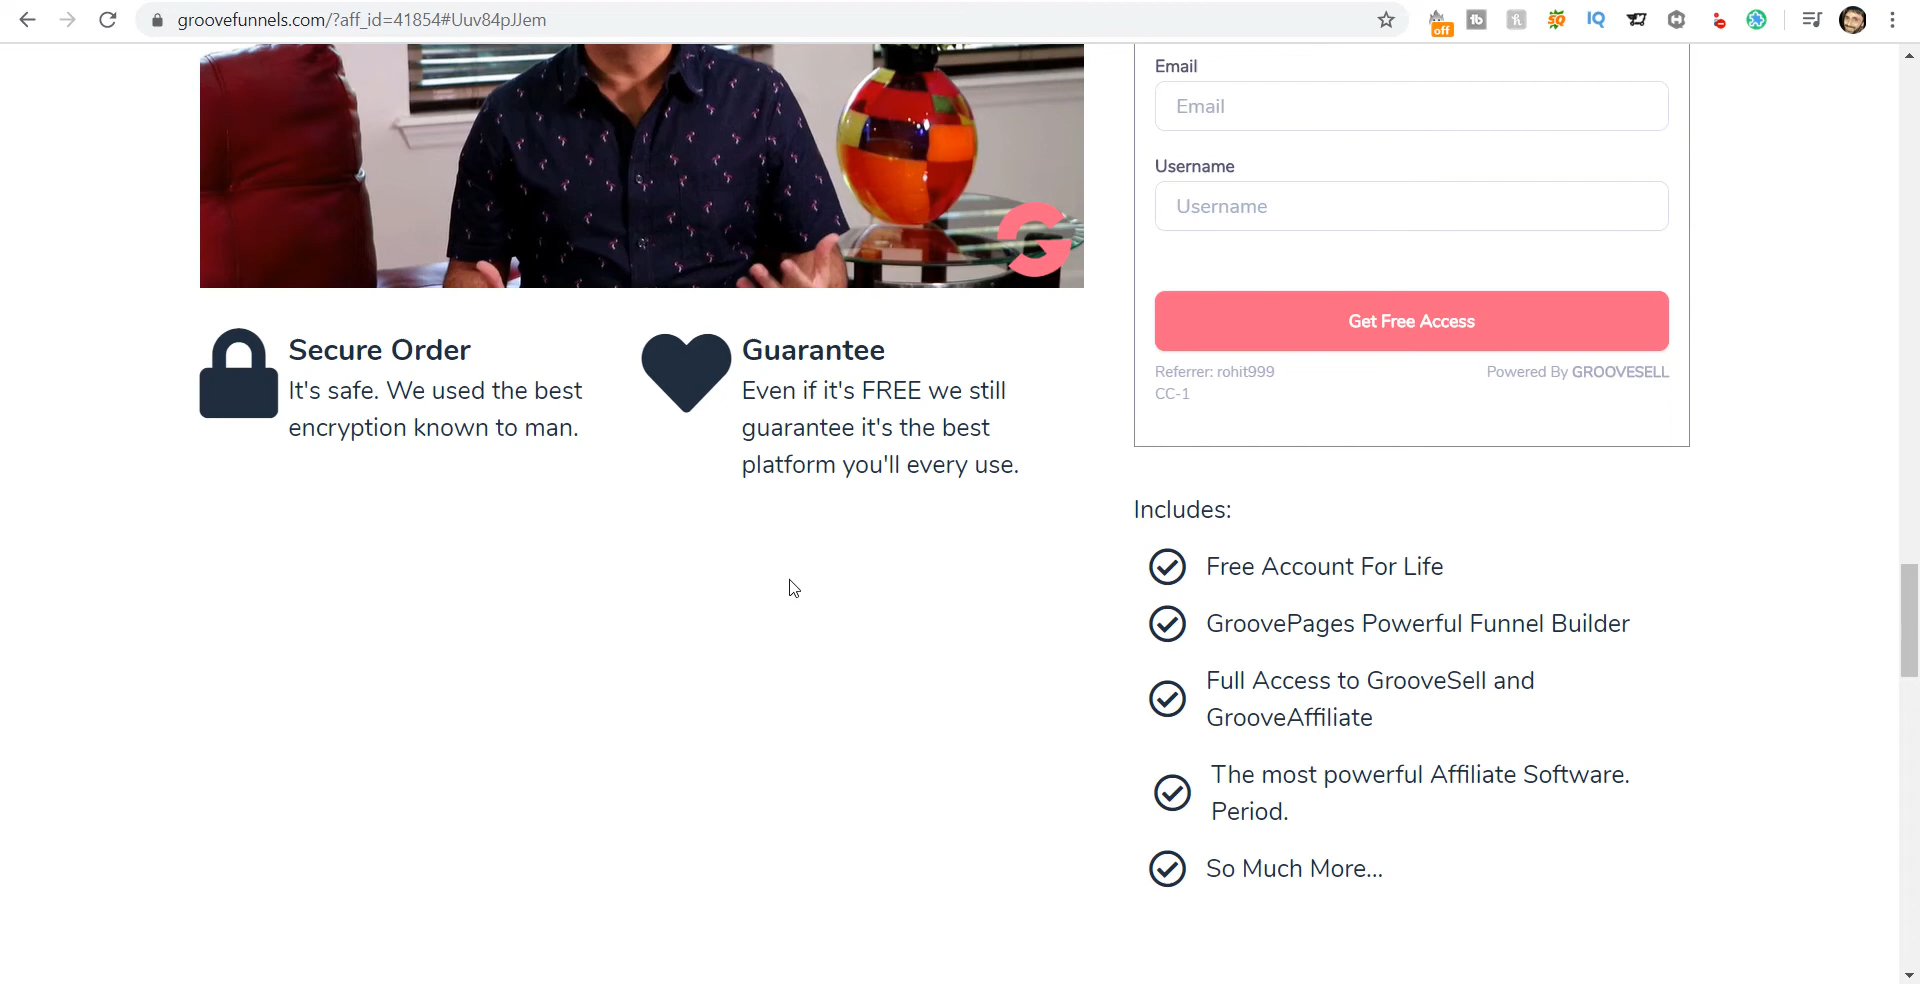 groovefunnels.com/?aff_id=41854#Uuv84pJJem
off
tb
h
SQ
IQ
H
G
Email
Email
Username
Username
Get Free Access
Referrer: rohit999
Powered By GROOVESELL
CC-1
Secure Order
It's safe. We used the best
encryption known to man.
Guarantee
Even if it's FREE we still
guarantee it's the best
platform you'll every use.
Includes:
Free Account For Life
GroovePages Powerful Funnel Builder
Full Access to GrooveSell and
GrooveAffiliate
The most powerful Affiliate Software.
Period.
So Much More...